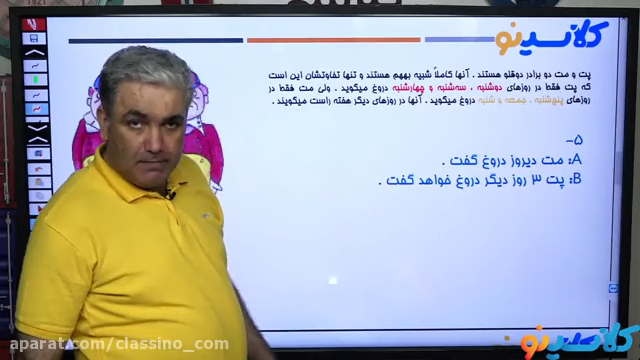 کلاسینو
پت و مت دو برادر دوقلو هستند . آنها کاملاً شبیه بههم هستند و تنها تفاوتشان این است
که پت فقط در روزهای دوشنبه ، سه‌شنبه و چهارشنبه دروغ میگوید . ولی مت فقط در
روزهای پنج‌شنبه ، جمعه و شنبه دروغ میگوید . آنها در روزهای دیگر هفته راست میگویند .
۵-
A: مت دیروز دروغ گفت .
B: پت ۳ روز دیگر دروغ خواهد گفت .
aparat.com/classino_com
کلاسینو